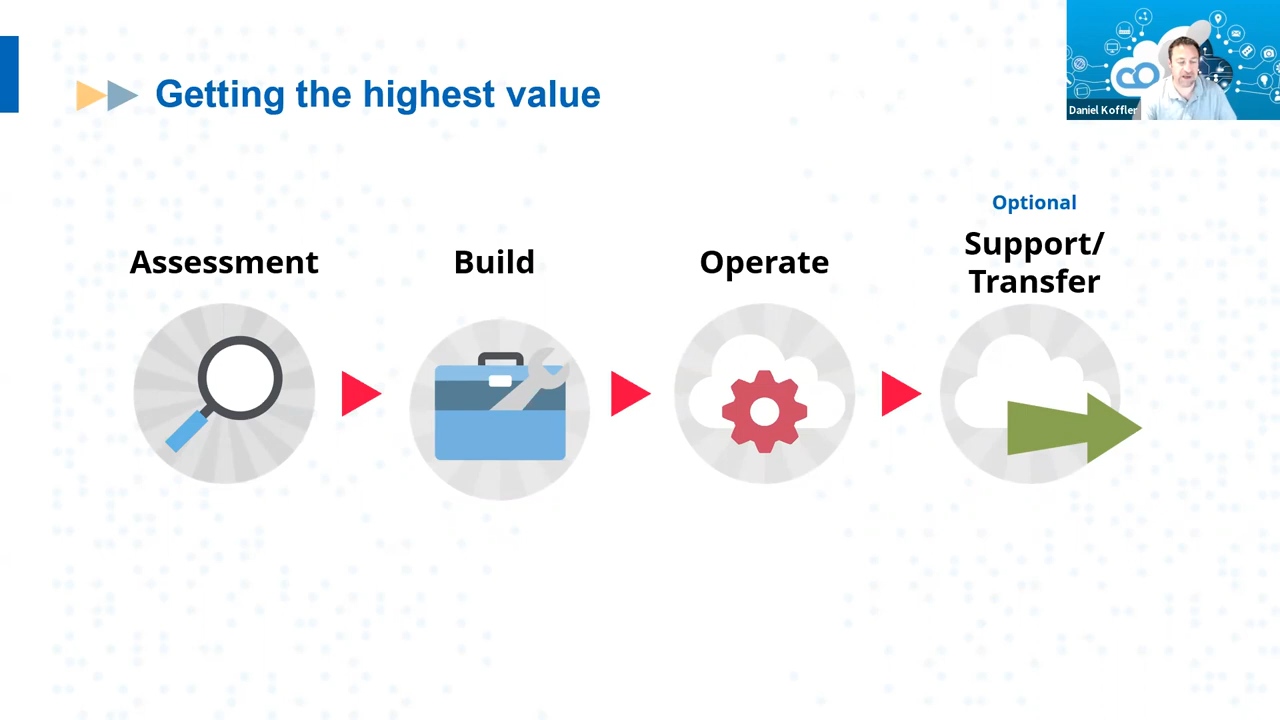 Getting the highest value
Daniel Koffler
Optional
Assessment
Build
Operate
Support/
Transfer